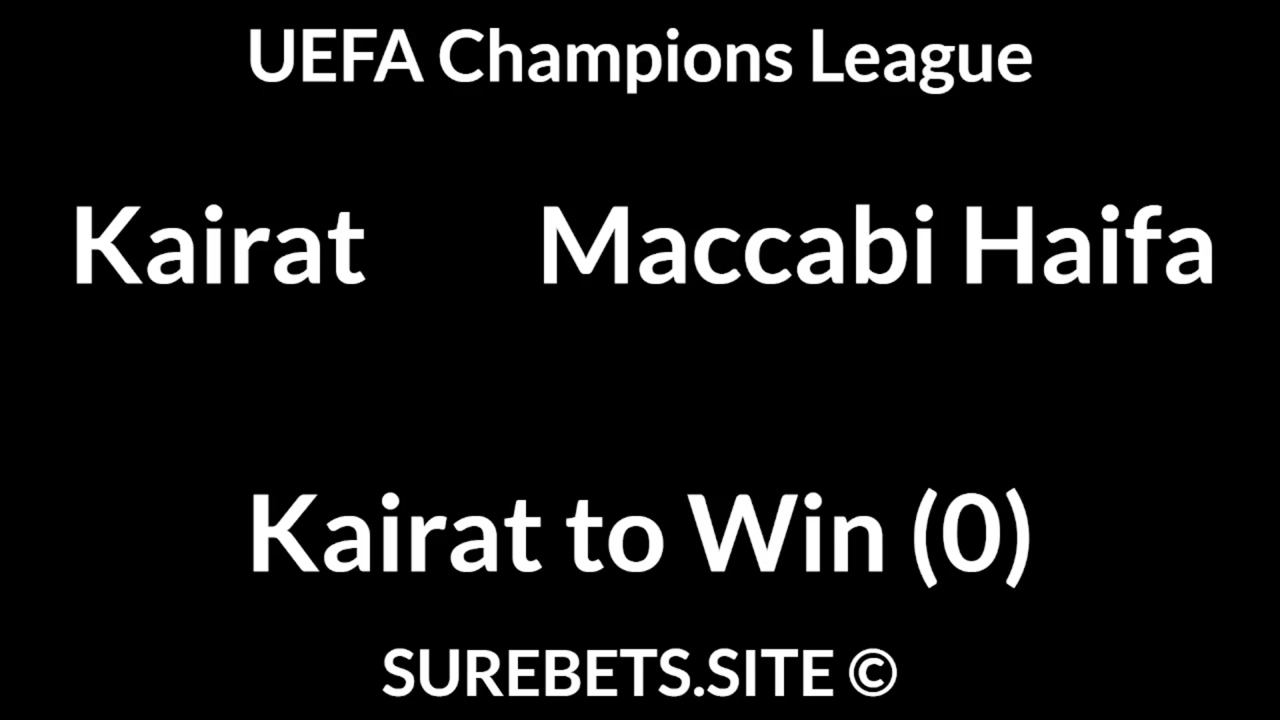 UEFA Champions League
Kairat Maccabi Haifa
Kairat to Win (0)
SUREBETS.SITE ©